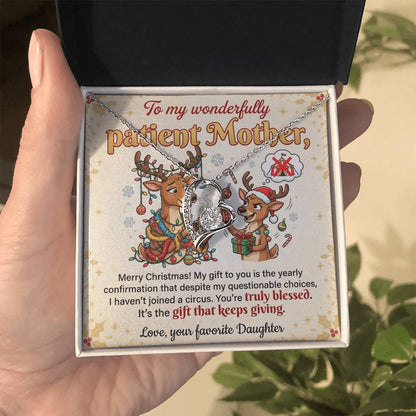 To my wonderfully
patient Mother,
Merry Christmas! My gift to you is the yearly
confirmation that despite my questionable choices,
I haven't joined a circus. You're truly blessed.
It's the gift that keeps giving.
Love, your favorite Daughter